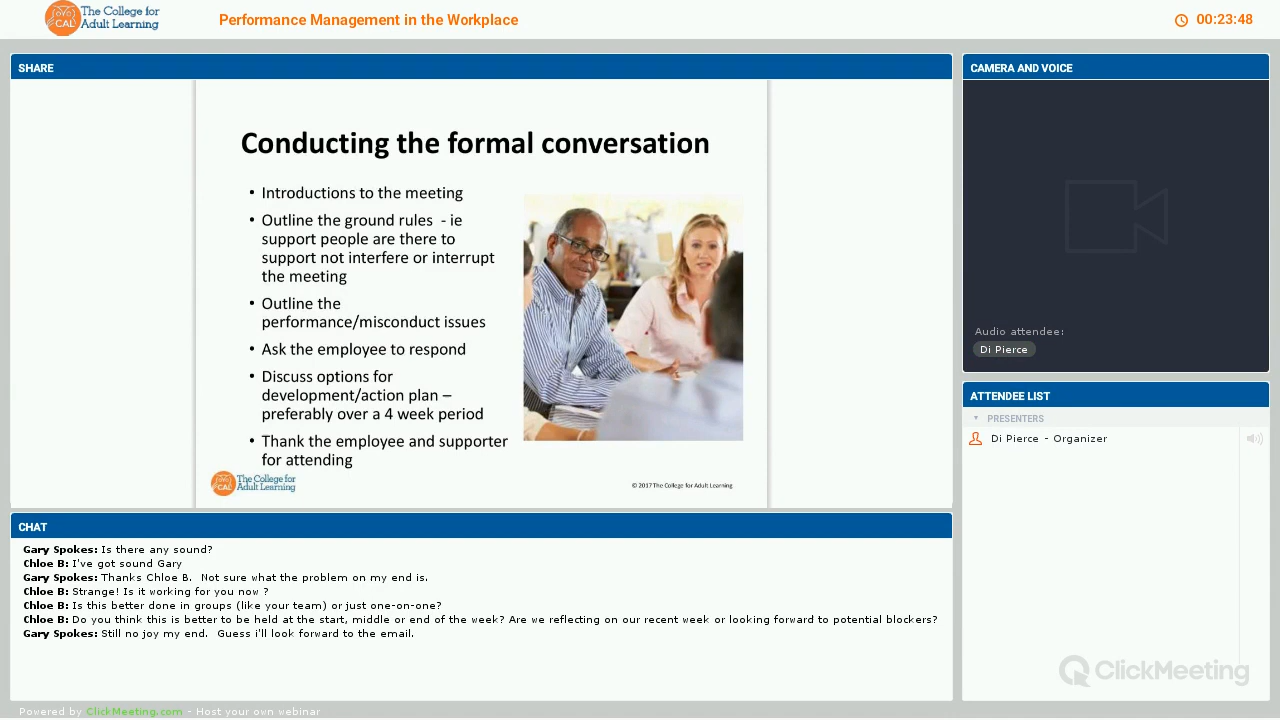 The College for
CAL
Adult Learning
Performance Management in the Workplace
00:23:48
SHARE
Conducting the formal conversation
• Introductions to the meeting
• Outline the ground rules  - ie
support people are there to
support not interfere or interrupt
the meeting
• Outline the
performance/misconduct issues
• Ask the employee to respond
• Discuss options for
development/action plan –
preferably over a 4 week period
• Thank the employee and supporter
for attending
The College for
CAL
Adult Learning
© 2017 The College for Adult Learning
CAMERA AND VOICE
Audio attendee:
Di Pierce
ATTENDEE LIST
PRESENTERS
Di Pierce - Organizer
CHAT
Gary Spokes: Is there any sound?
Chloe B: I've got sound Gary
Gary Spokes: Thanks Chloe B.  Not sure what the problem on my end is.
Chloe B: Strange! Is it working for you now ?
Chloe B: Is this better done in groups (like your team) or just one-on-one?
Chloe B: Do you think this is better to be held at the start, middle or end of the week? Are we reflecting on our recent week or looking forward to potential blockers?
Gary Spokes: Still no joy my end.  Guess i'll look forward to the email.
ClickMeeting
Powered by ClickMeeting.com - Host your own webinar